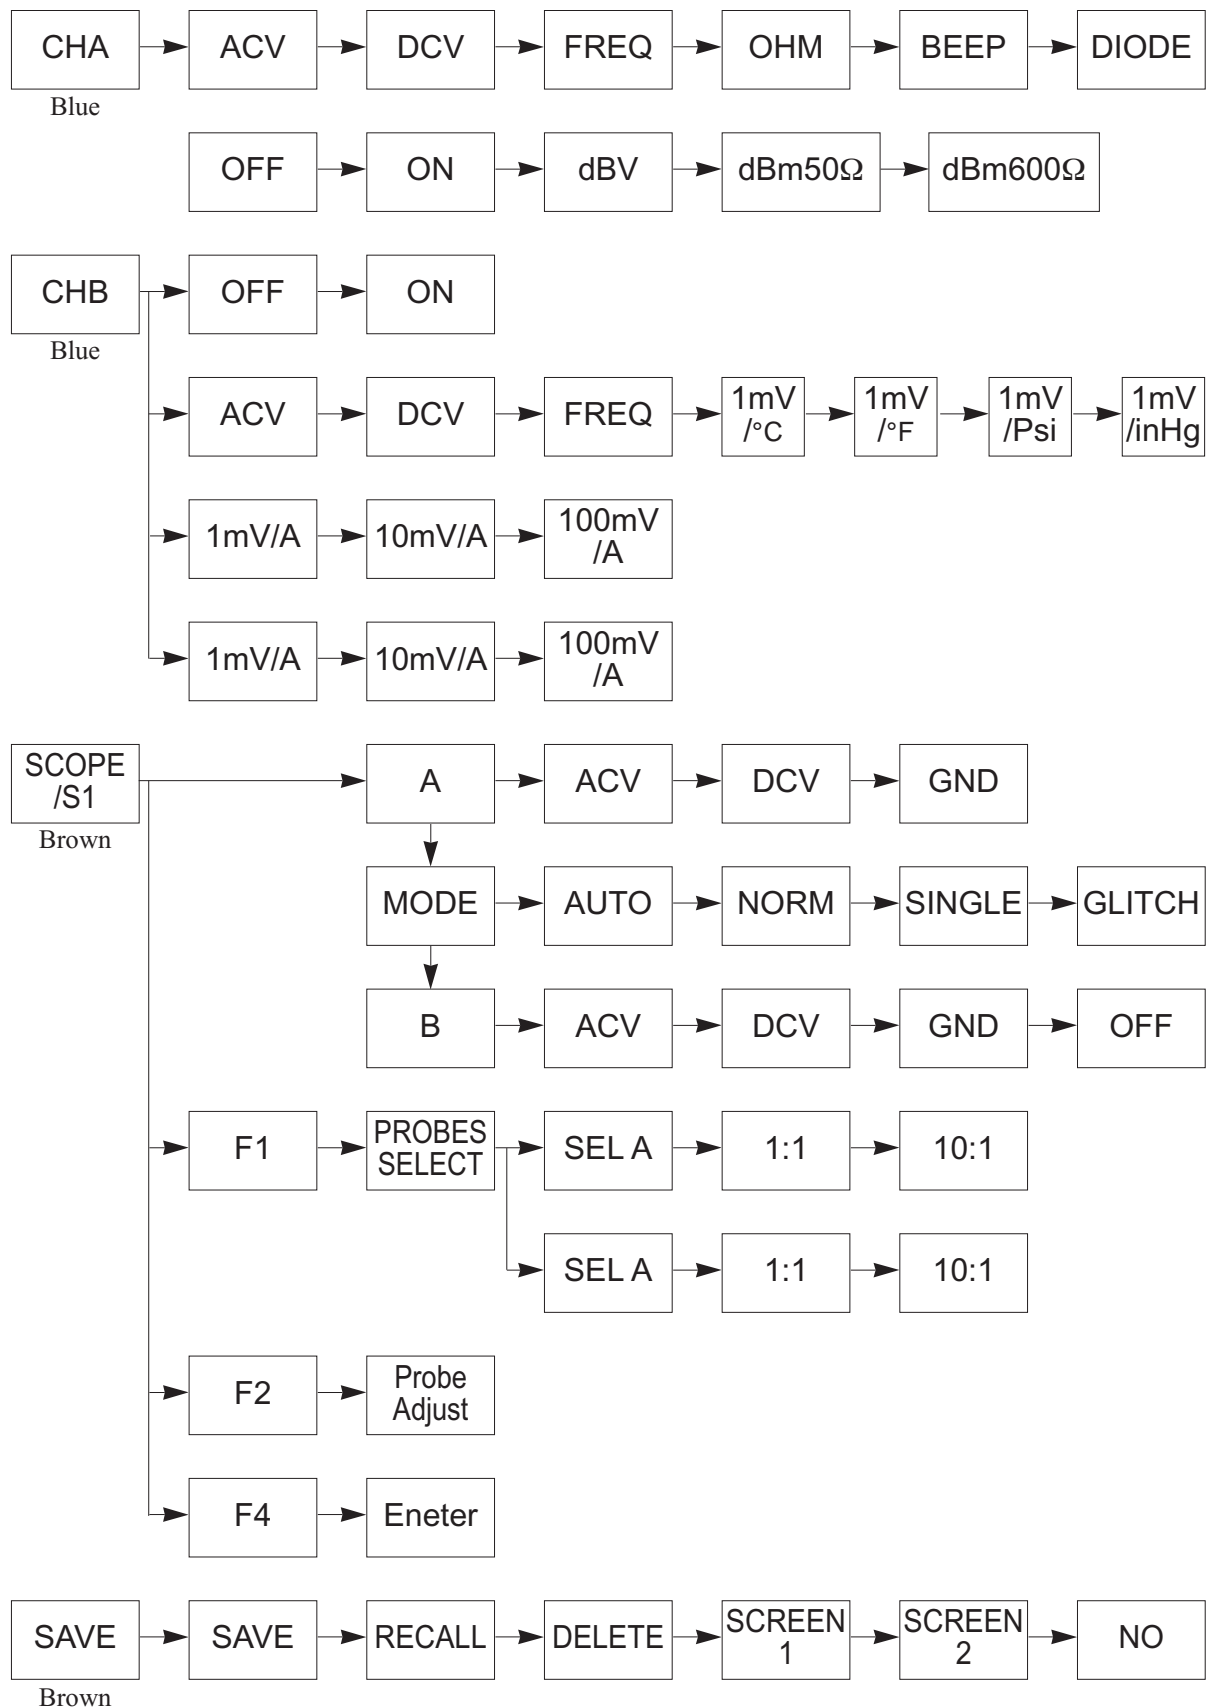 CHA
ACV
DCV
FREQ
OHM
BEEP
DIODE
Blue
OFF
ON
dBV
dBm50Ω
dBm600Ω
CHB
OFF
ON
Blue
ACV
DCV
FREQ
1mV
/°C
1mV
/°F
1mV
/Psi
1mV
/inHg
1mV/A
10mV/A
100mV
/A
1mV/A
10mV/A
100mV
/A
SCOPE
/S1
A
ACV
DCV
GND
Brown
MODE
AUTO
NORM
SINGLE
GLITCH
B
ACV
DCV
GND
OFF
F1
PROBES
SELECT
SEL A
1:1
10:1
SEL A
1:1
10:1
F2
Probe
Adjust
F4
Eneter
SAVE
SAVE
RECALL
DELETE
SCREEN
1
SCREEN
2
NO
Brown